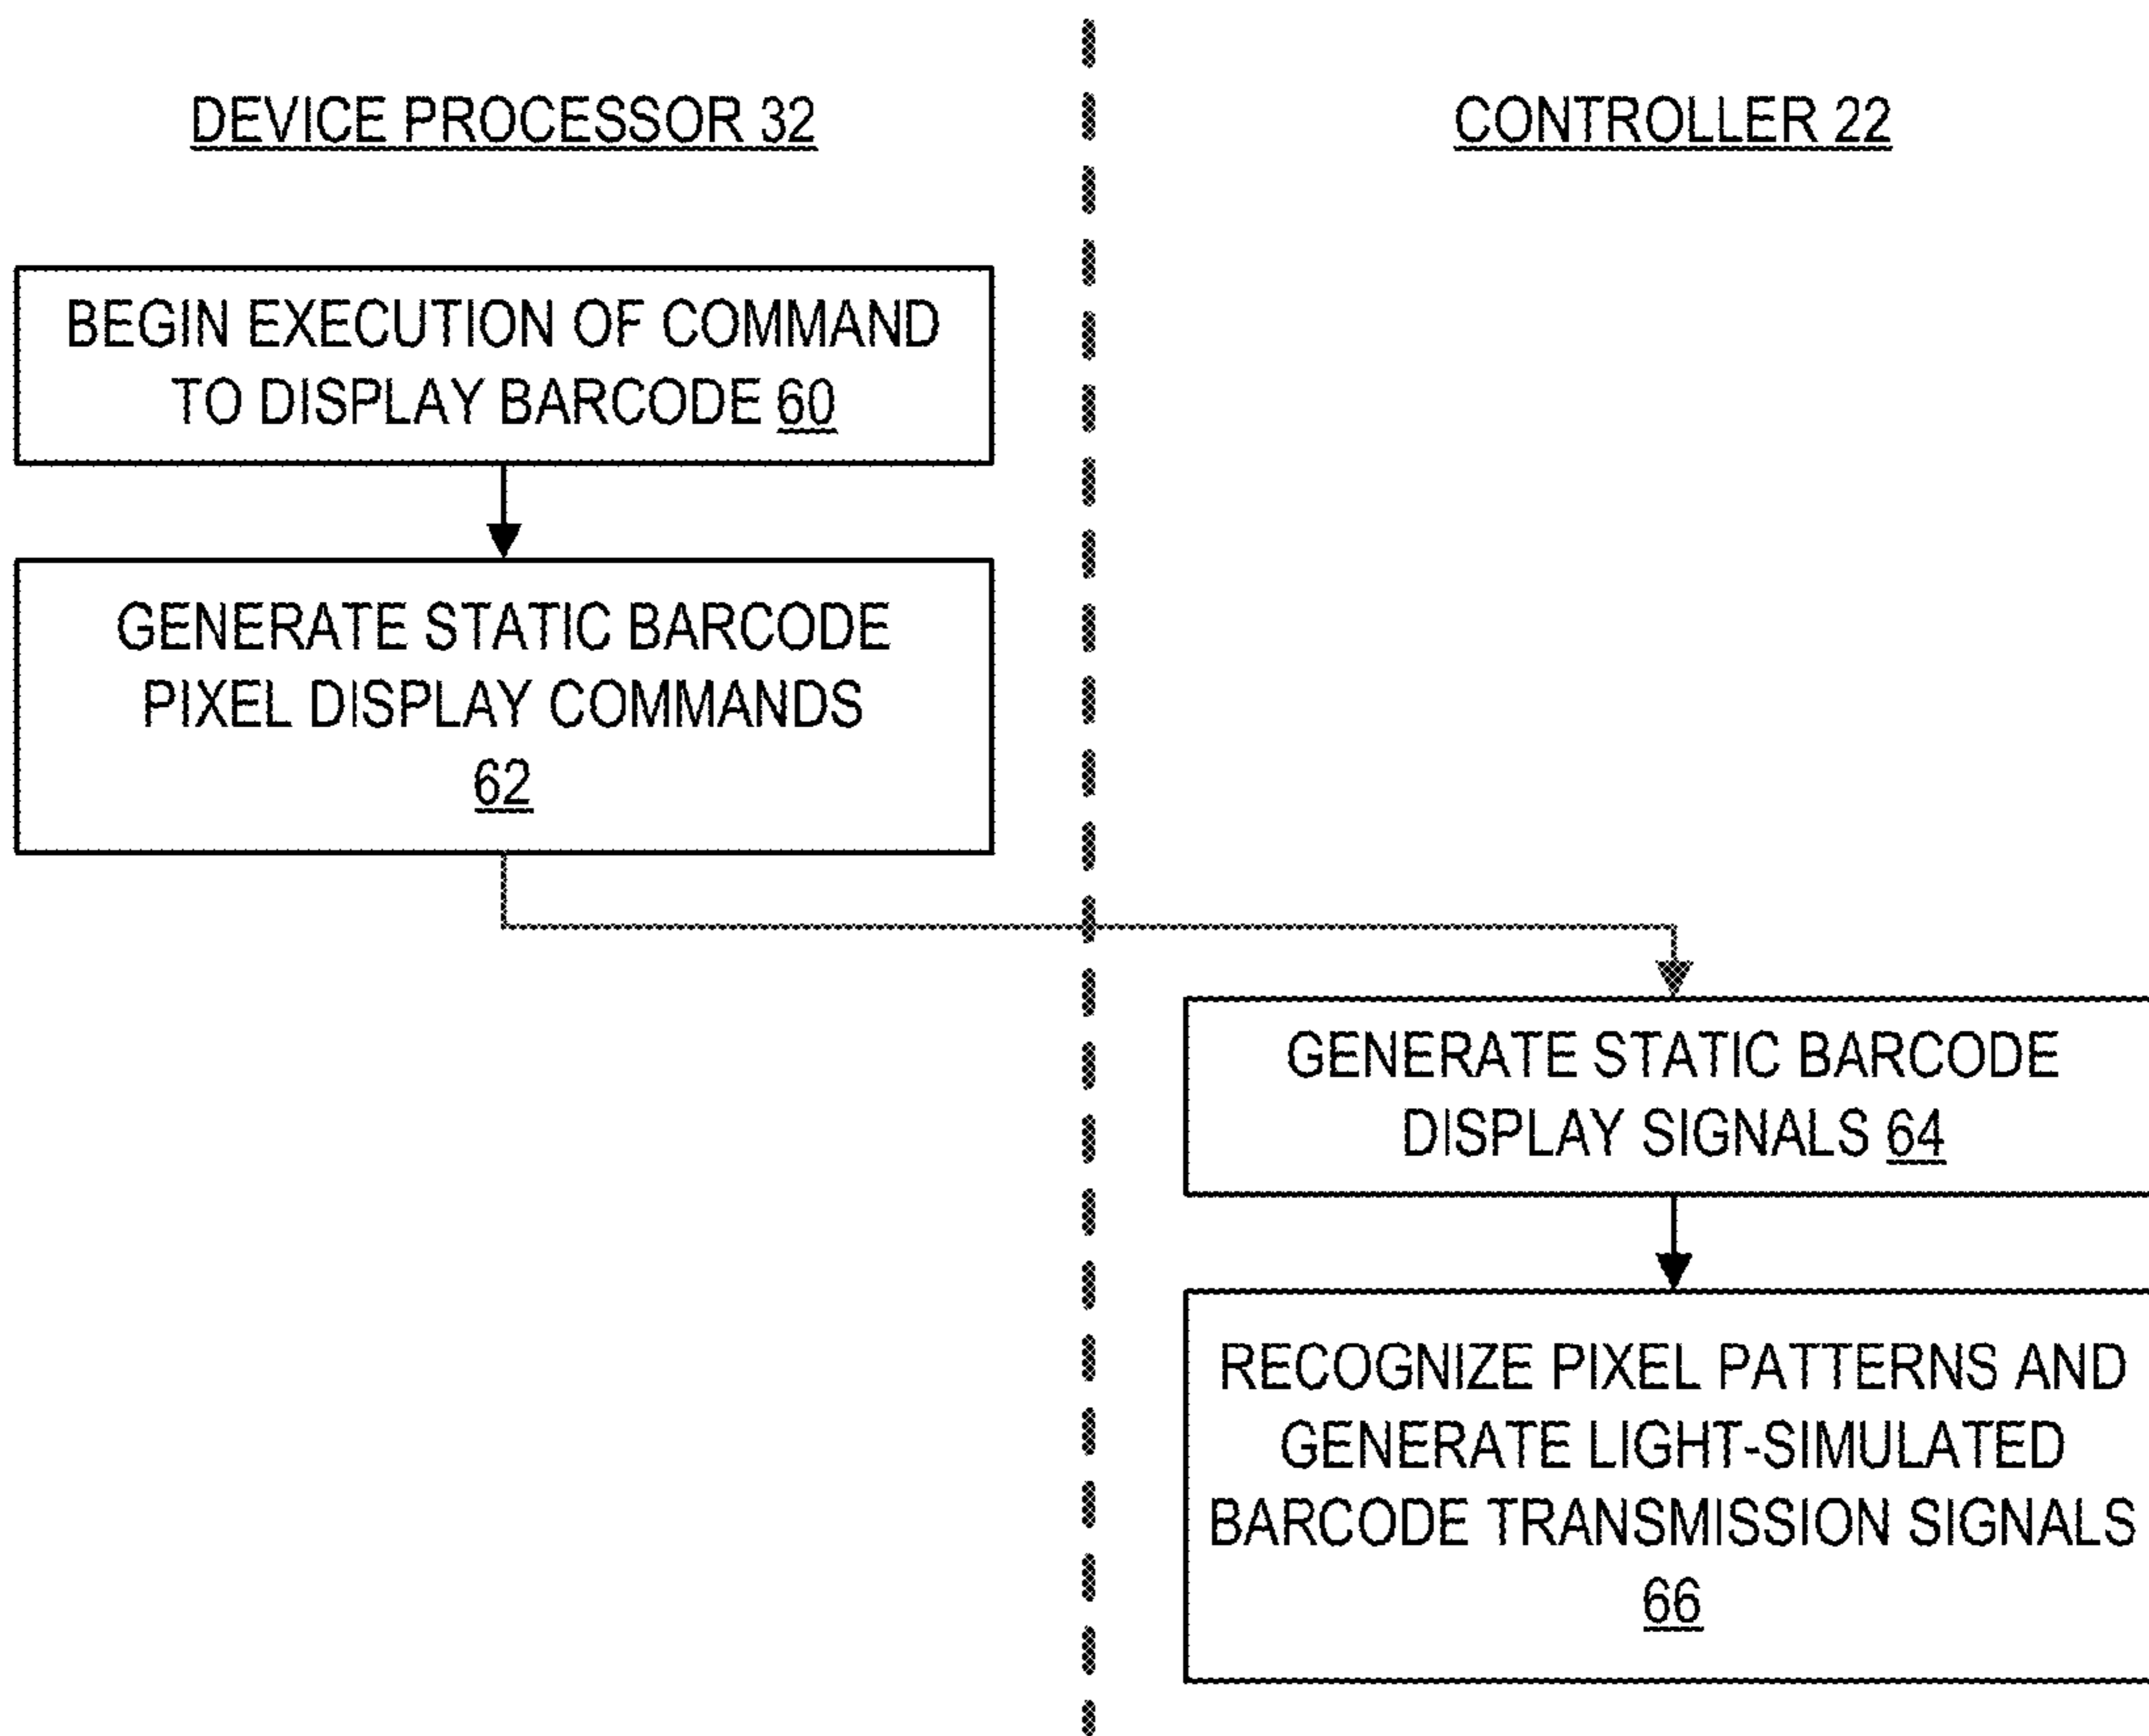 DEVICE PROCESSOR 32
CONTROLLER 22
BEGIN EXECUTION OF COMMAND
TO DISPLAY BARCODE 60
GENERATE STATIC BARCODE
PIXEL DISPLAY COMMANDS
62
GENERATE STATIC BARCODE
DISPLAY SIGNALS 64
RECOGNIZE PIXEL PATTERNS AND
GENERATE LIGHT-SIMULATED
BARCODE TRANSMISSION SIGNALS
66